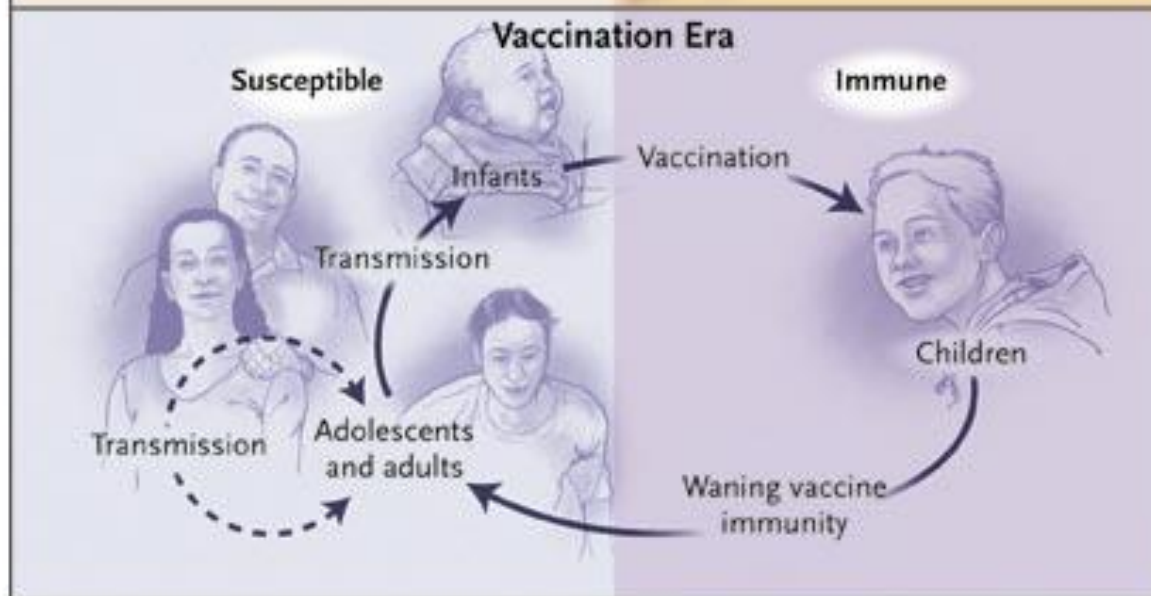 Vaccination Era
Susceptible
Immune
Infants
Vaccination
Transmission
Children
Transmission
Adolescents
and adults
Waning vaccine
immunity